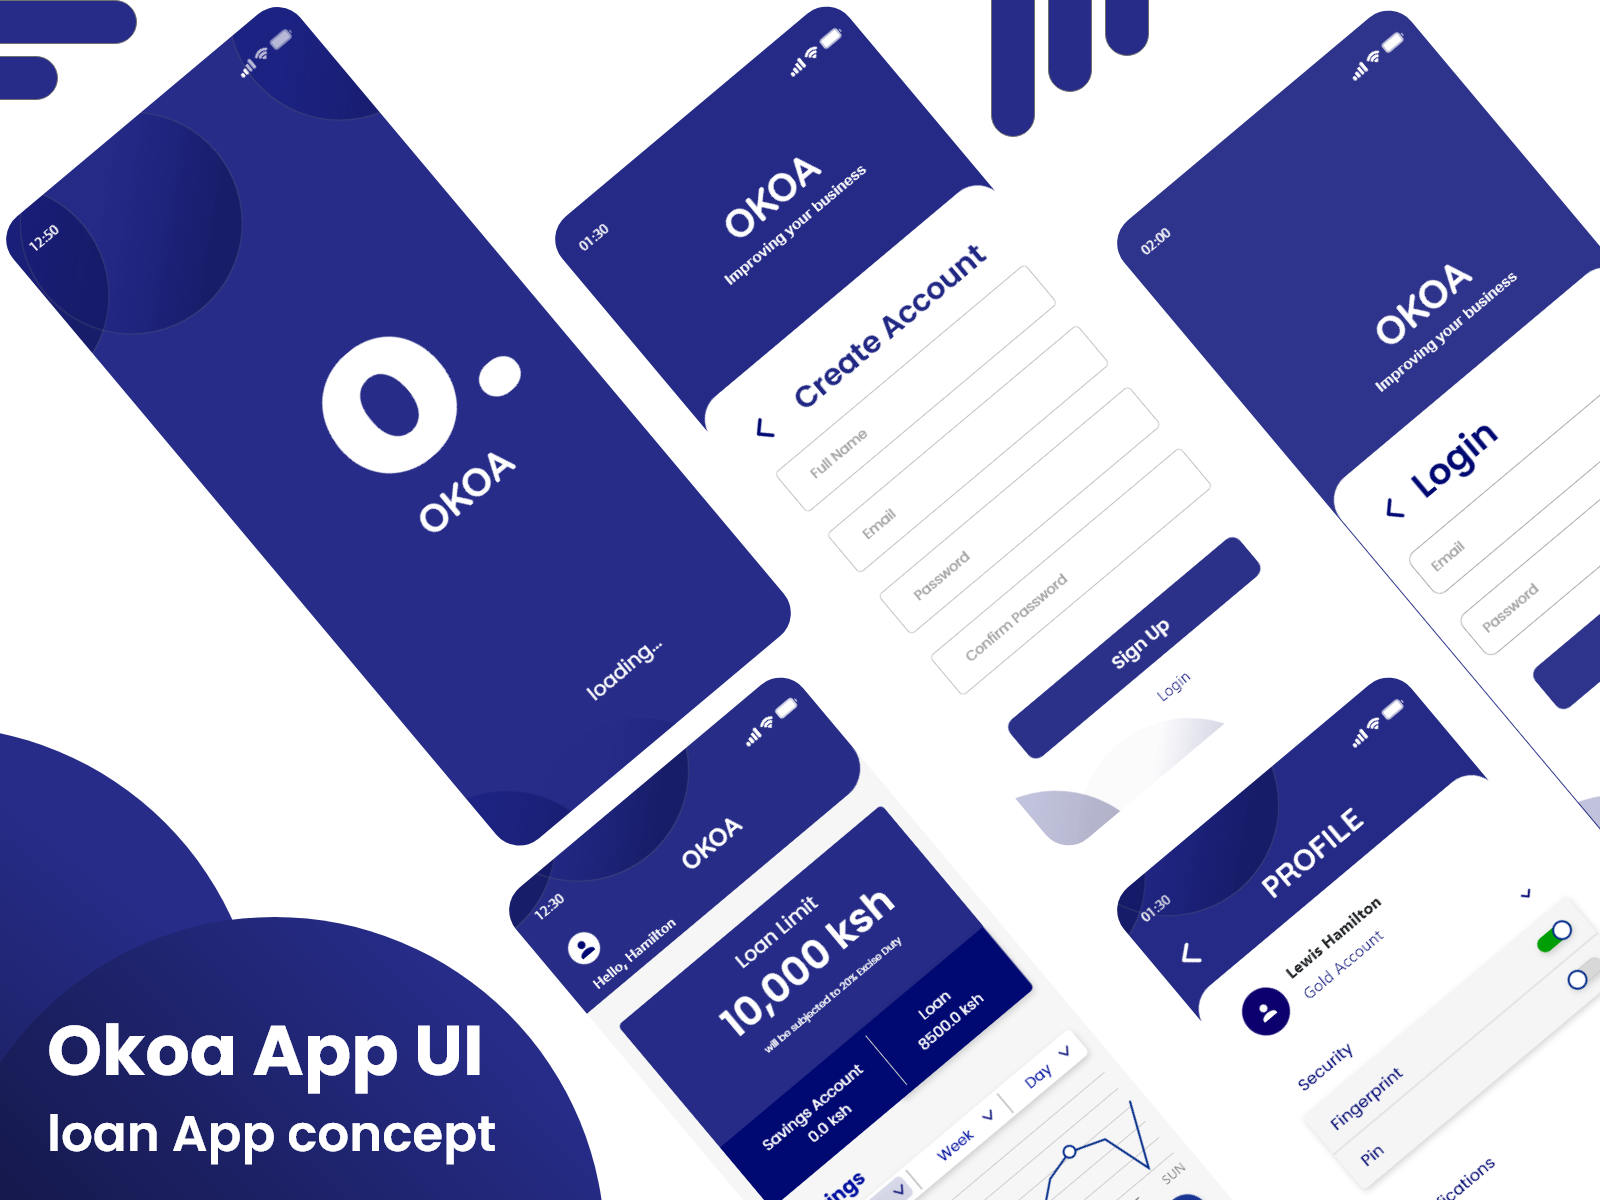 12:50
O.
OKOA
loading...
01:30
OKOA
Improving your business
Create Account
Full Name
Email
Password
Confirm Password
Sign Up
Login
02:00
OKOA
Improving your business
Login
Email
Password
12:30
OKOA
Hello, Hamilton
Loan Limit
10,000 ksh
will be subjected to 20% Excise Duty
Savings Account
0.0 ksh
Loan
8500.0 ksh
ings
Week
Day
SUN
01:30
PROFILE
Lewis Hamilton
Gold Account
Security
Fingerprint
Pin
fications
Okoa App UI
loan App concept